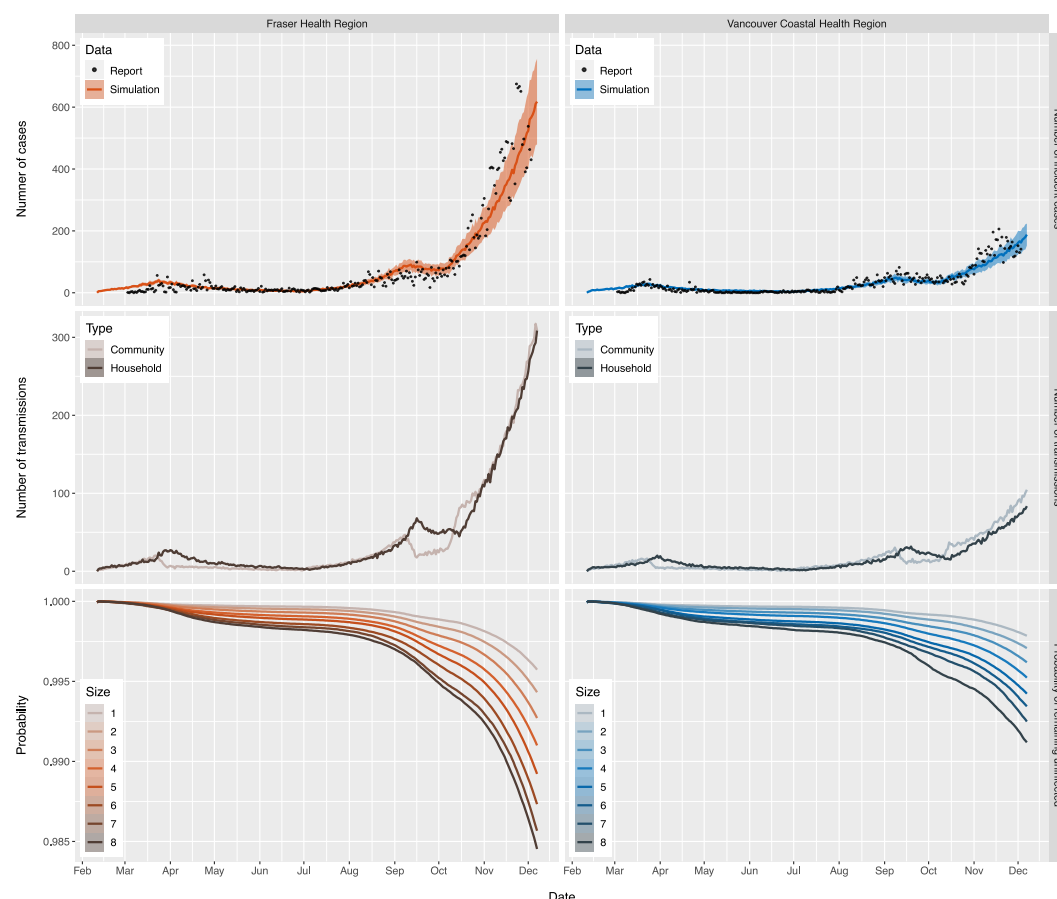 Fraser Health Region
Vancouver Coastal Health Region
Numner of cases
800
600
400
200
0
Data
Report
Simulation
Data
Report
Simulation
Number of transmissions
300
200
100
0
Type
Community
Household
Type
Community
Household
Probability
1.000
0.995
0.990
0.985
Size
1
2
3
4
5
6
7
8
Size
1
2
3
4
5
6
7
8
Feb Mar Apr May Jun Jul Aug Sep Oct Nov Dec
Feb Mar Apr May Jun Jul Aug Sep Oct Nov Dec
Date